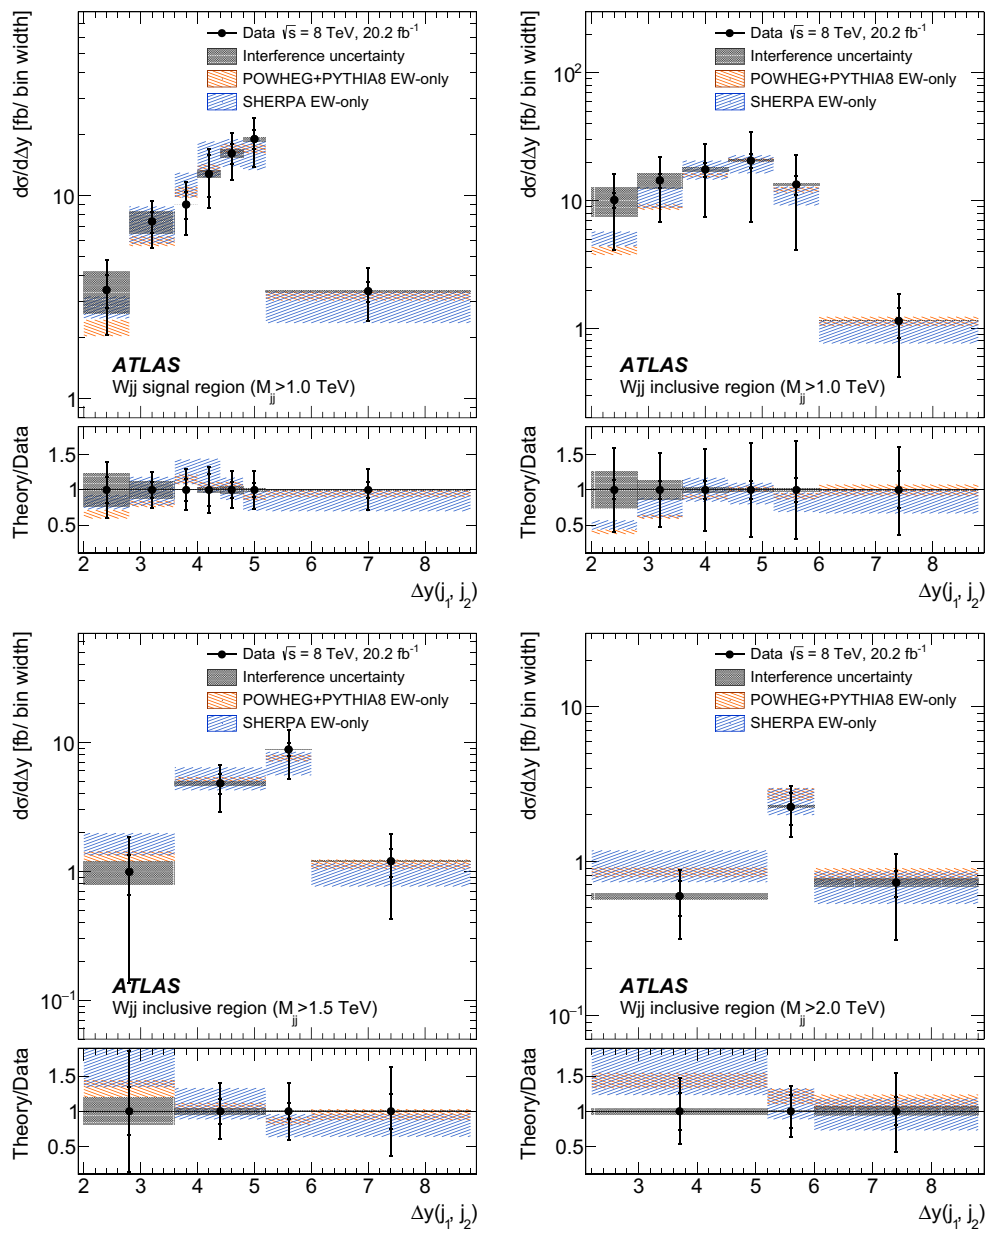 dσ/dΔy [fb/ bin width]
Data √s = 8 TeV, 20.2 fb⁻¹
Interference uncertainty
POWHEG+PYTHIA8 EW-only
SHERPA EW-only
10
1
ATLAS
Wjj signal region (M_jj>1.0 TeV)
Theory/Data
1.5
1
0.5
2 3 4 5 6 7 8
Δy(j₁, j₂)
dσ/dΔy [fb/ bin width]
Data √s = 8 TeV, 20.2 fb⁻¹
Interference uncertainty
POWHEG+PYTHIA8 EW-only
SHERPA EW-only
10²
10
1
ATLAS
Wjj inclusive region (M_jj>1.0 TeV)
Theory/Data
1.5
1
0.5
2 3 4 5 6 7 8
Δy(j₁, j₂)
dσ/dΔy [fb/ bin width]
Data √s = 8 TeV, 20.2 fb⁻¹
Interference uncertainty
POWHEG+PYTHIA8 EW-only
SHERPA EW-only
10
1
10⁻¹
ATLAS
Wjj inclusive region (M_jj>1.5 TeV)
Theory/Data
1.5
1
0.5
2 3 4 5 6 7 8
Δy(j₁, j₂)
dσ/dΔy [fb/ bin width]
Data √s = 8 TeV, 20.2 fb⁻¹
Interference uncertainty
POWHEG+PYTHIA8 EW-only
SHERPA EW-only
10
1
10⁻¹
ATLAS
Wjj inclusive region (M_jj>2.0 TeV)
Theory/Data
1.5
1
0.5
3 4 5 6 7 8
Δy(j₁, j₂)